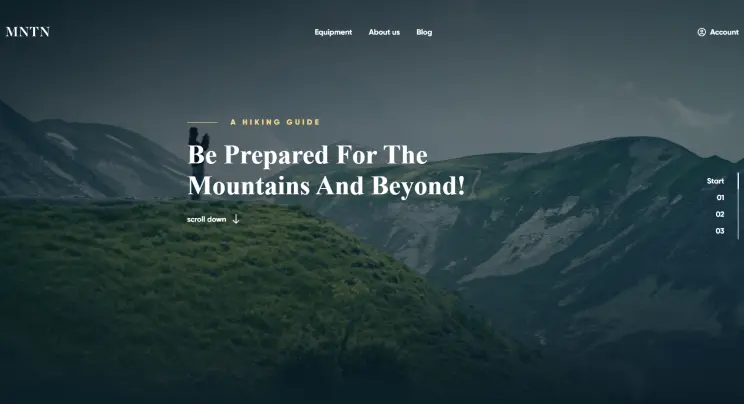 MNTN
Equipment About us Blog
Account
A HIKING GUIDE
Be Prepared For The
Mountains And Beyond!
scroll down
Start
01
02
03